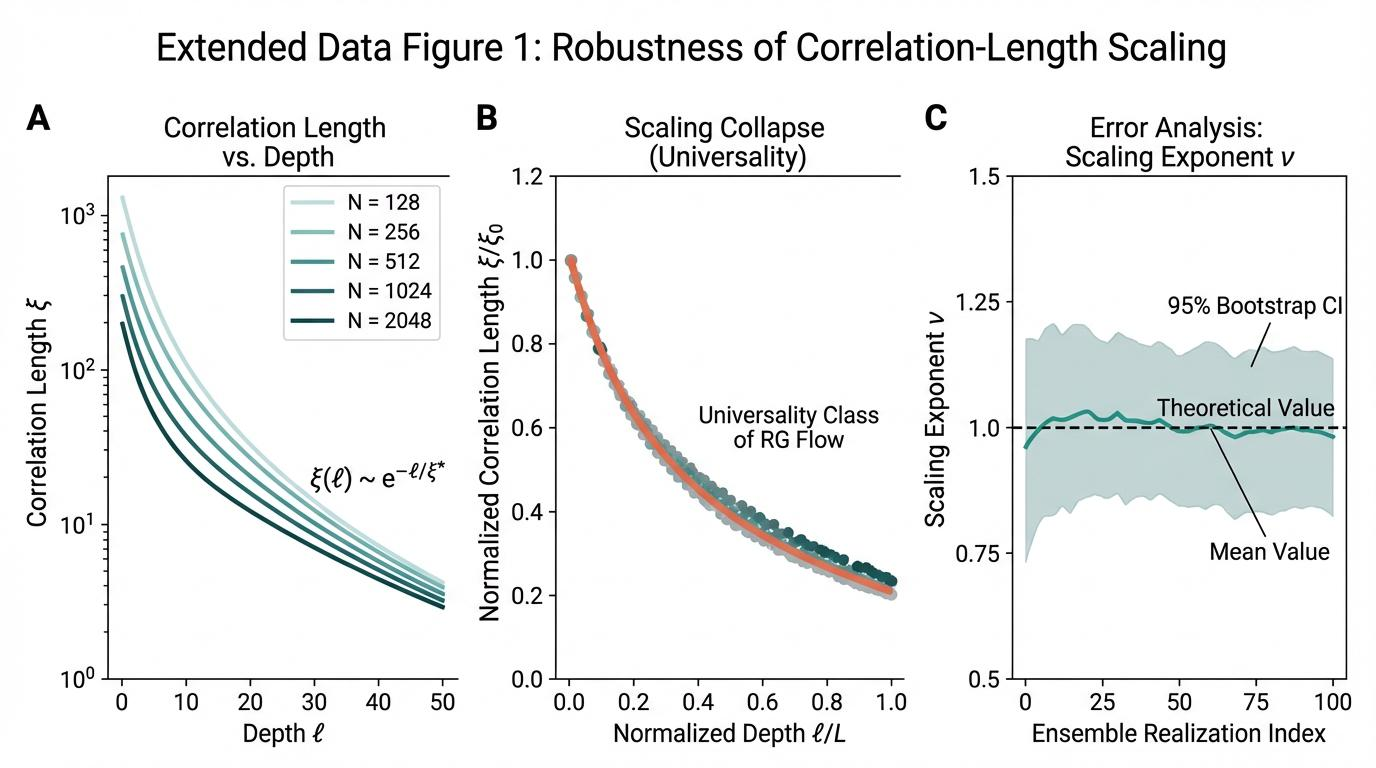 Extended Data Figure 1: Robustness of Correlation-Length Scaling
A
Correlation Length
vs. Depth
Correlation Length ξ
10³
10²
10¹
10⁰
N = 128
N = 256
N = 512
N = 1024
N = 2048
ξ(ℓ) ~ e^{−ℓ/ξ*}
0 10 20 30 40 50
Depth ℓ
B
Scaling Collapse
(Universality)
Normalized Correlation Length ξ/ξ₀
1.2
1.0
0.8
0.6
0.4
0.2
0.0
Universality Class
of RG Flow
0.0 0.2 0.4 0.6 0.8 1.0
Normalized Depth ℓ/L
C
Error Analysis:
Scaling Exponent ν
Scaling Exponent ν
1.5
1.25
1.0
0.75
0.5
95% Bootstrap CI
Theoretical Value
Mean Value
0 25 50 75 100
Ensemble Realization Index